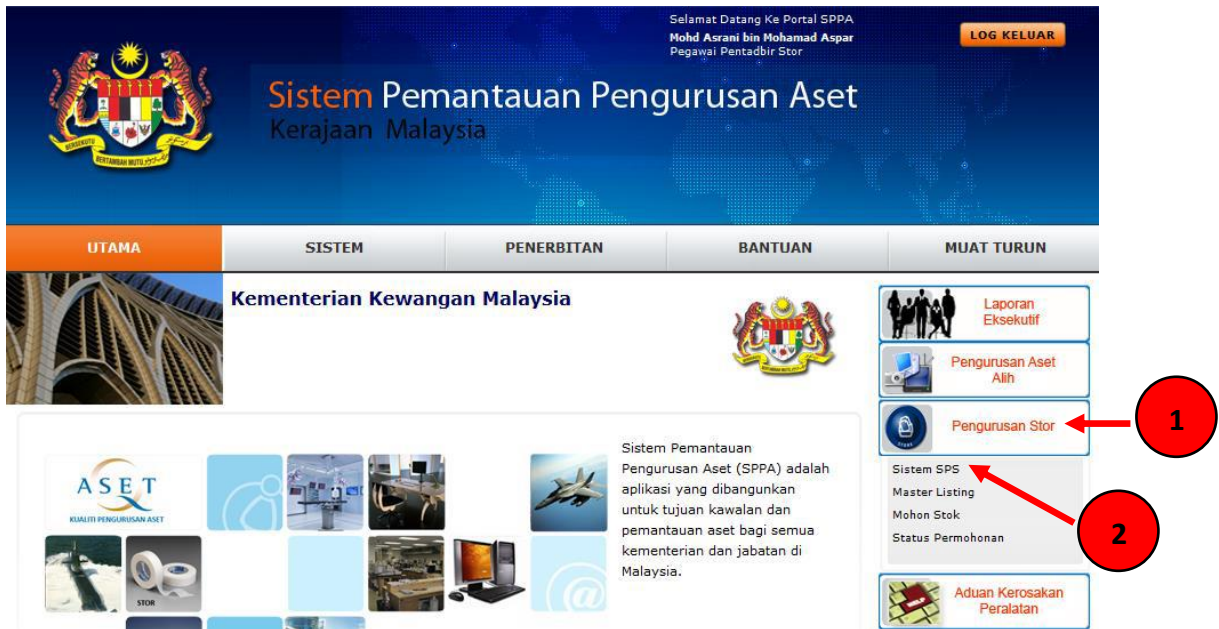 Selamat Datang Ke Portal SPPA
Mohd Asrani bin Mohamad Aspar
Pegawai Pentadbir Stor
LOG KELUAR
Sistem Pemantauan Pengurusan Aset
Kerajaan Malaysia
BERSEKUTU
BERTAMBAH MUTU
UTAMA
SISTEM
PENERBITAN
BANTUAN
MUAT TURUN
Kementerian Kewangan Malaysia
Laporan
Eksekutif
Pengurusan Aset
Alih
Pengurusan Stor
1
Sistem SPS
Master Listing
Mohon Stok
Status Permohonan
2
Aduan Kerosakan
Peralatan
ASET
KUALITI PENGURUSAN ASET
STOR
Sistem Pemantauan
Pengurusan Aset (SPPA) adalah
aplikasi yang dibangunkan
untuk tujuan kawalan dan
pemantauan aset bagi semua
kementerian dan jabatan di
Malaysia.